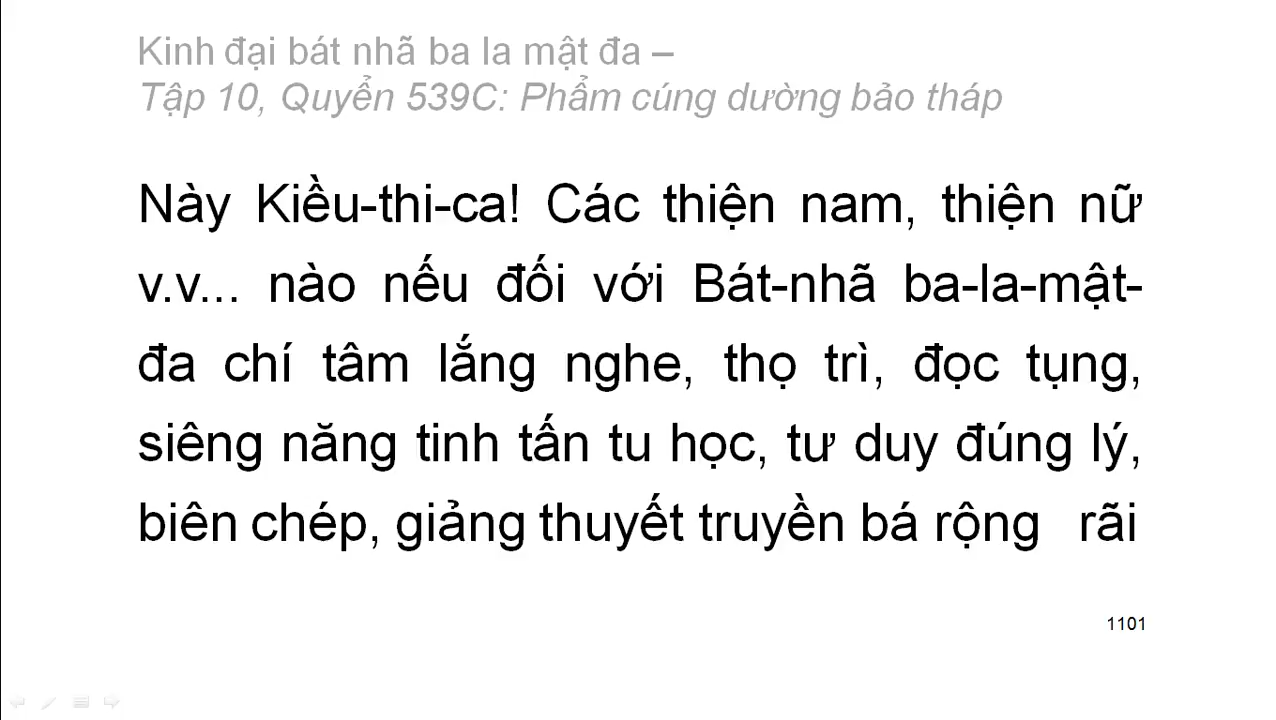 Kinh đại bát nhã ba la mật đa –
Tập 10, Quyển 539C: Phẩm cúng dường bảo tháp
Này Kiều-thi-ca! Các thiện nam, thiện nữ
v.v... nào nếu đối với Bát-nhã ba-la-mật-
đa chí tâm lắng nghe, thọ trì, đọc tụng,
siêng năng tinh tấn tu học, tư duy đúng lý,
biên chép, giảng thuyết truyền bá rộng rãi
1101